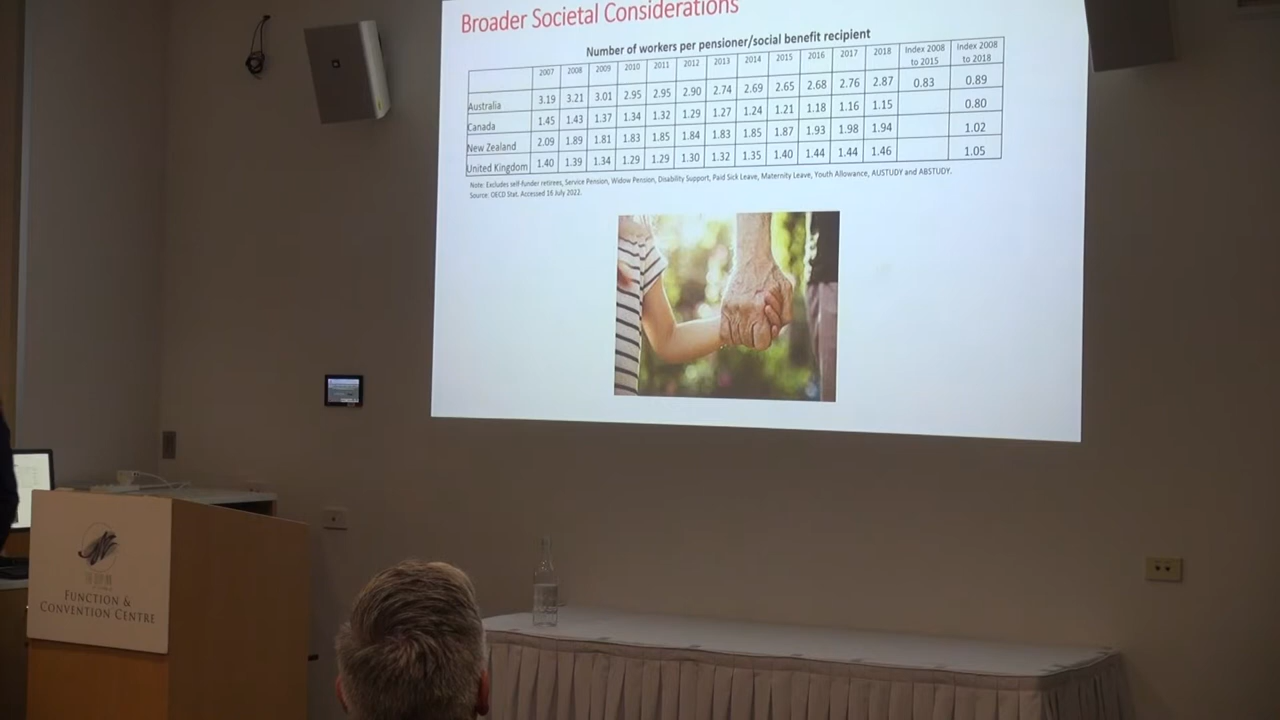 Broader Societal Considerations
Number of workers per pensioner/social benefit recipient
2007 2008 2009 2010 2011 2012 2013 2014 2015 2016 2017 2018 Index 2008 to 2015 Index 2008 to 2018
Australia 3.19 3.21 3.01 2.95 2.95 2.90 2.74 2.69 2.65 2.68 2.76 2.87 0.83 0.89
Canada 1.45 1.43 1.37 1.34 1.32 1.29 1.27 1.24 1.21 1.18 1.16 1.15 0.80
New Zealand 2.09 1.89 1.81 1.83 1.85 1.84 1.83 1.85 1.87 1.93 1.98 1.94 1.02
United Kingdom 1.40 1.39 1.34 1.29 1.29 1.30 1.32 1.35 1.40 1.44 1.44 1.46 1.05
Note: Excludes self-funder retirees, Service Pension, Widow Pension, Disability Support, Paid Sick Leave, Maternity Leave, Youth Allowance, AUSTUDY and ABSTUDY.
Source: OECD Stat. Accessed 16 July 2022.
FUNCTION &
CONVENTION CENTRE